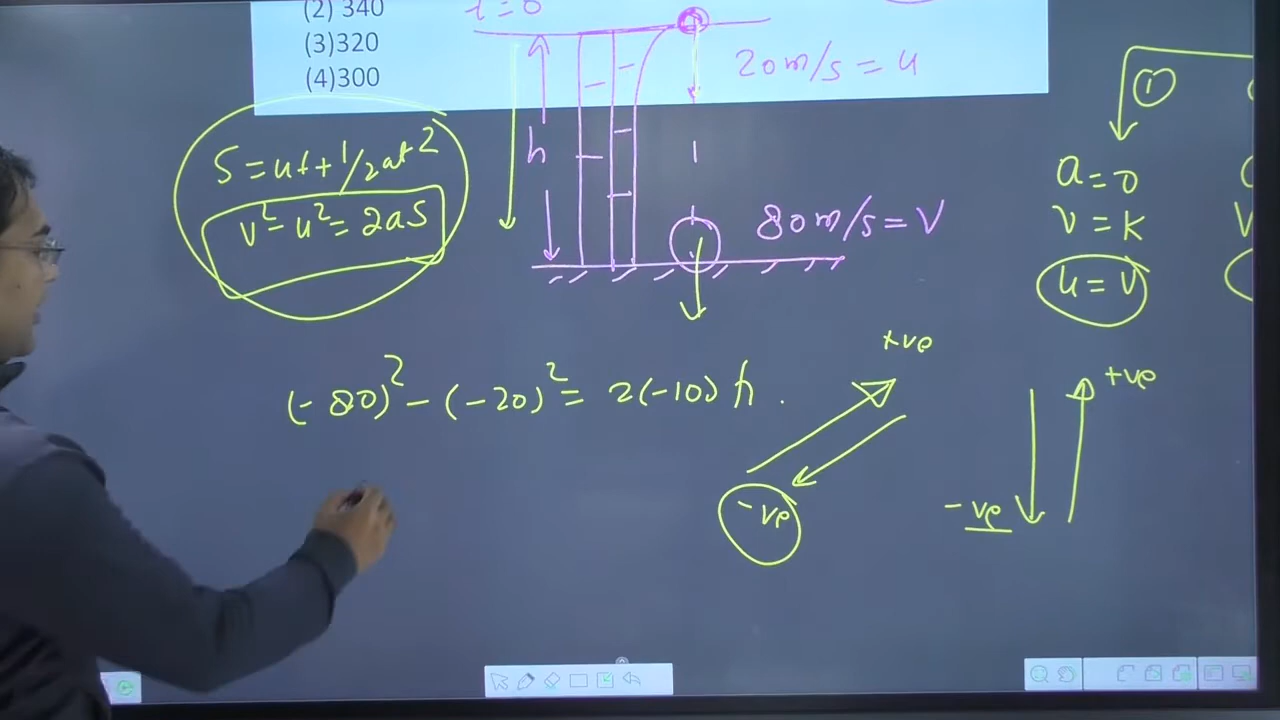 (2) 340
(3)320
(4)300
t=0
20m/s = u
h
80m/s = V
S = ut + 1/2 at²
v² - u² = 2aS
①
a = 0
v = K
u = v
(-80)² - (-20)² = 2(-10) h.
+ve
-ve
+ve
-ve